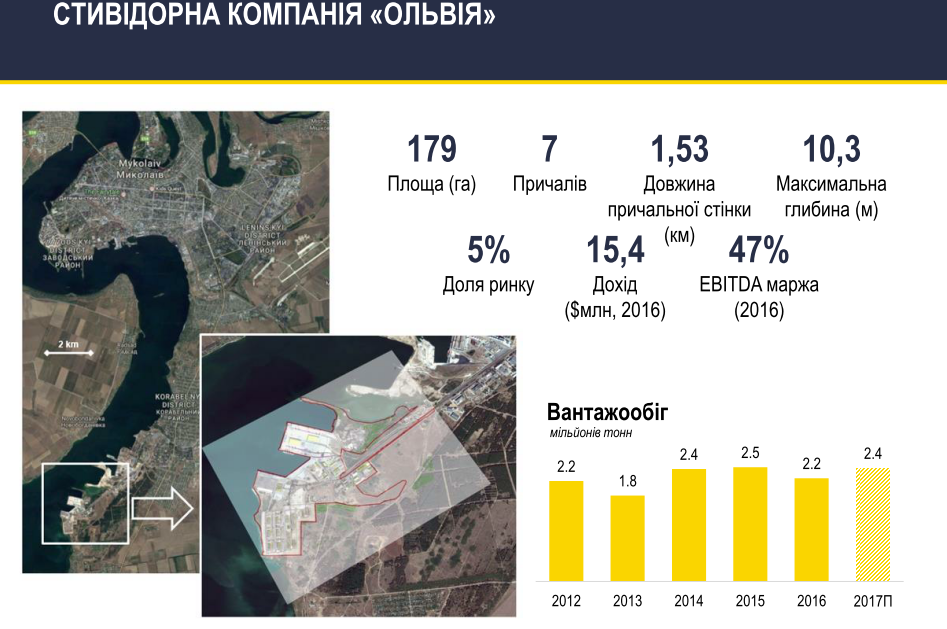 СТИВІДОРНА КОМПАНІЯ «ОЛЬВІЯ»
179
Площа (га)
7
Причалів
1,53
Довжина
причальної стінки
(км)
10,3
Максимальна
глибина (м)
5%
Доля ринку
15,4
Дохід
($млн, 2016)
47%
EBITDA маржа
(2016)
Mykolaiv
Миколаїв
LENINS'KYI
DISTRICT
ЛЕНІНСЬКИЙ
РАЙОН
DISTRICT
ЗАВОДСЬКИЙ
РАЙОН
2 km
KORABEL'NY
DISTRICT
КОРАБЕЛЬНИЙ
РАЙОН
Вантажообіг
мільйонів тонн
2.2
1.8
2.4
2.5
2.2
2.4
2012
2013
2014
2015
2016
2017П